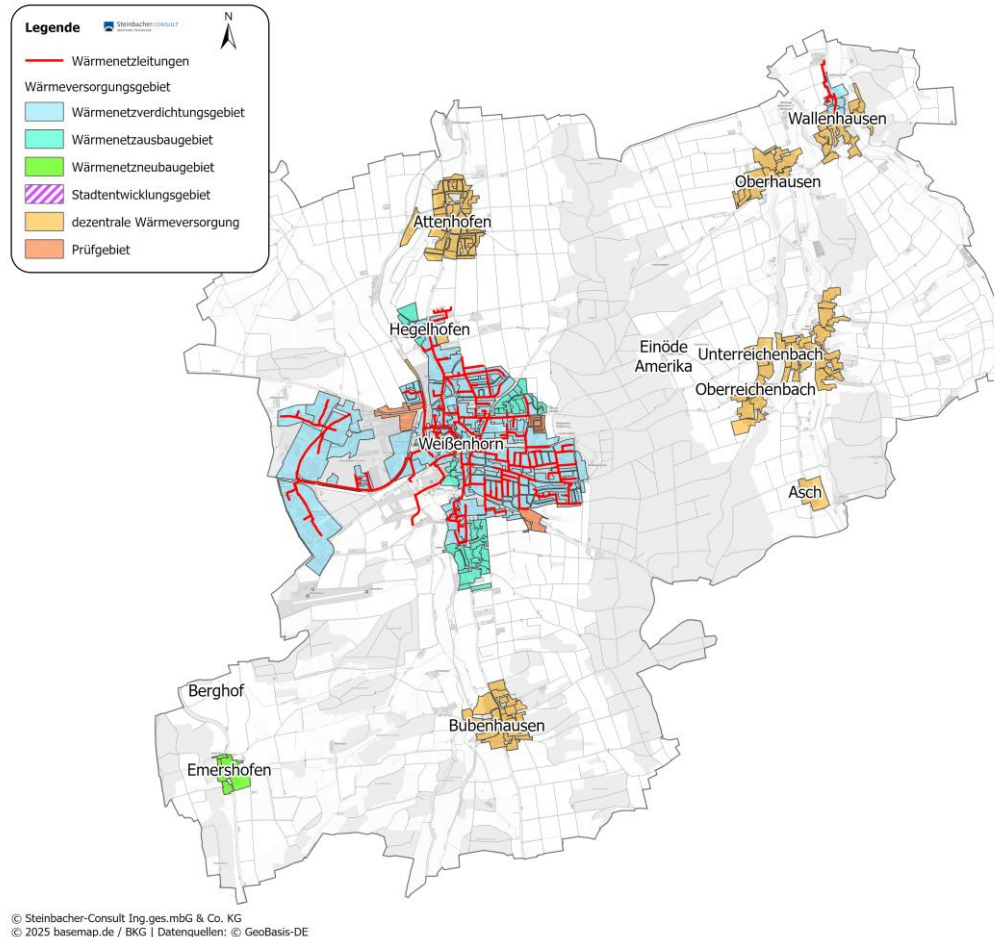 Legende
SteinbacherCONSULT
N
Wärmenetzleitungen
Wärmeversorgungsgebiet
Wärmenetzverdichtungsgebiet
Wärmenetzausbaugebiet
Wärmenetzneubaugebiet
Stadtentwicklungsgebiet
dezentrale Wärmeversorgung
Prüfgebiet
Wallenhausen
Oberhausen
Attenhofen
Hegelhofen
Einöde
Amerika
Unterreichenbach
Oberreichenbach
Weißenhorn
Asch
Berghof
Bubenhausen
Emershofen
© Steinbacher-Consult Ing.ges.mbG & Co. KG
© 2025 basemap.de / BKG | Datenquellen: © GeoBasis-DE